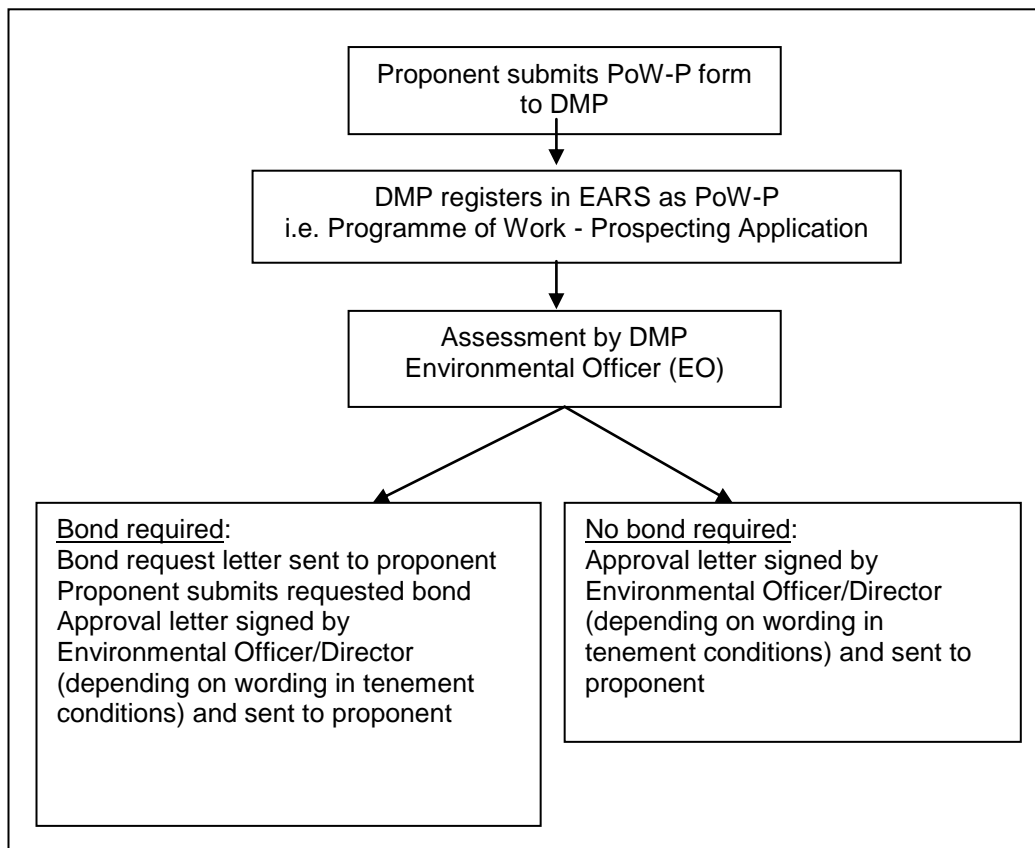 Proponent submits PoW-P form
to DMP
DMP registers in EARS as PoW-P
i.e. Programme of Work - Prospecting Application
Assessment by DMP
Environmental Officer (EO)
Bond required:
Bond request letter sent to proponent
Proponent submits requested bond
Approval letter signed by
Environmental Officer/Director
(depending on wording in tenement
conditions) and sent to proponent
No bond required:
Approval letter signed by
Environmental Officer/Director
(depending on wording in
tenement conditions) and sent to
proponent